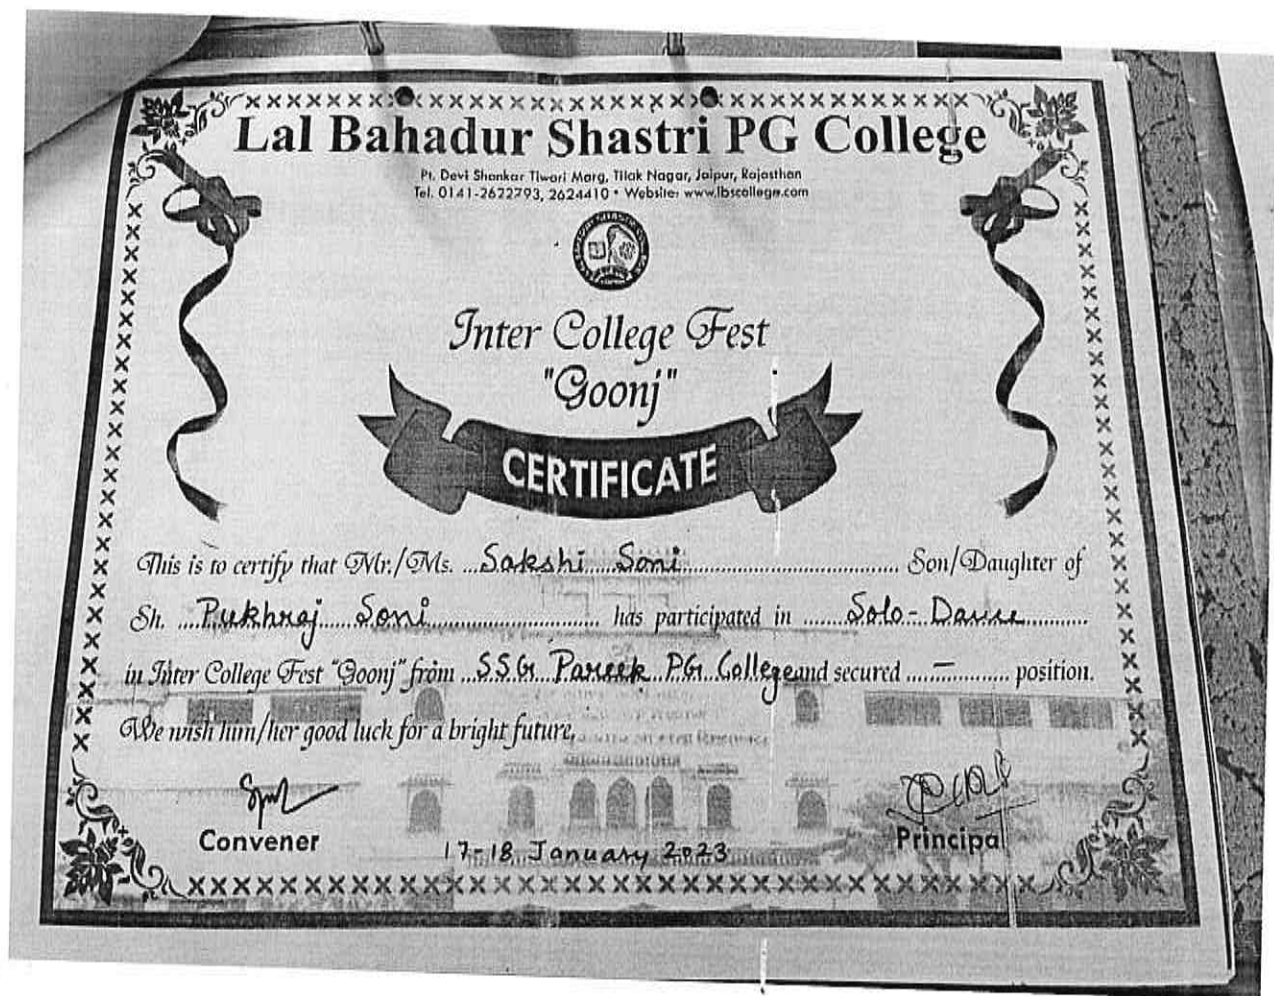 Lal Bahadur Shastri PG College
Pt. Devi Shankar Tiwari Marg, Tilak Nagar, Jaipur, Rajasthan
Tel. 0141-2622793, 2624410 • Website: www.lbscollege.com
Inter College Fest
"Goonj"
CERTIFICATE
This is to certify that Mr./Ms. ...Sakshi....Soni.................................. Son/Daughter of
Sh. ....Pukhraj.....Soni............................ has participated in .......Solo-Dance............
in Inter College Fest "Goonj" from ...S.S.G...Pareek..P.G..College and secured .....–......... position.
We wish him/her good luck for a bright future.
Convener
Principal
17-18 January 2023